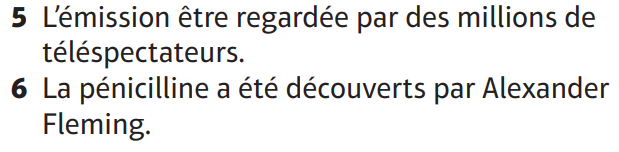 5 L’émission être regardée par des millions de
téléspectateurs.
6 La pénicilline a été découverts par Alexander
Fleming.